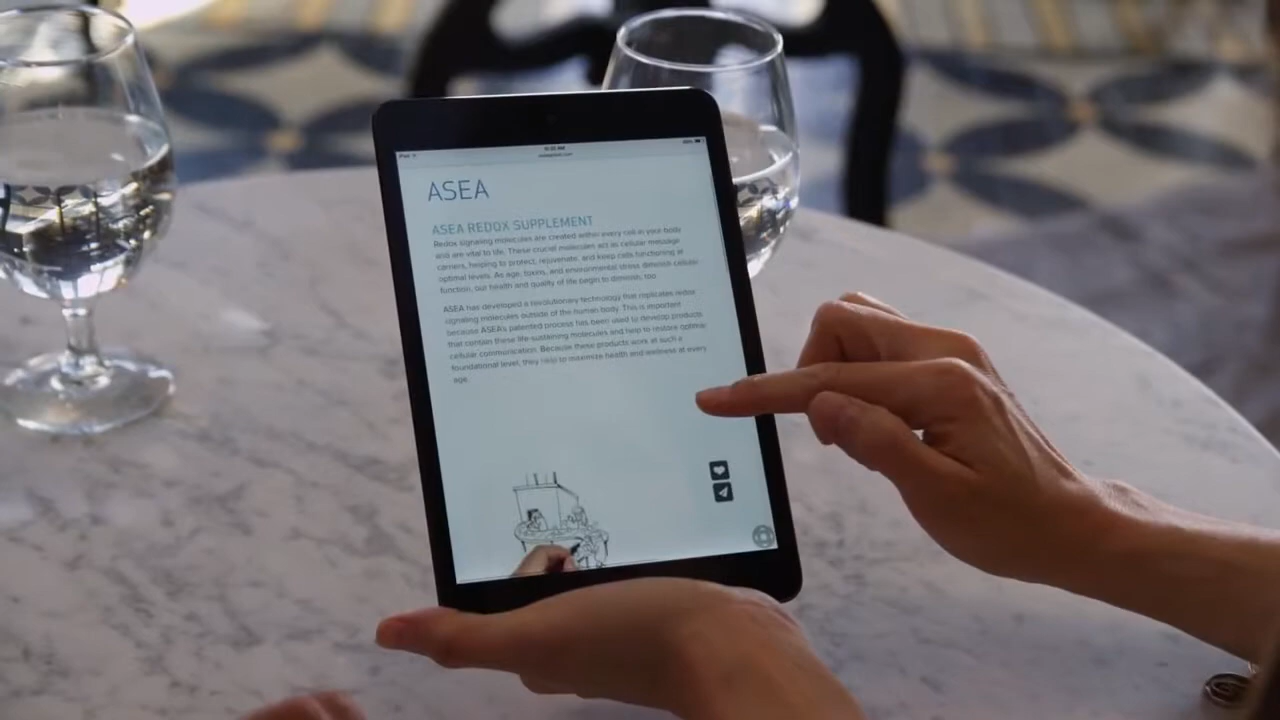 iPad
11:32 AM
ASEA
ASEA REDOX SUPPLEMENT
Redox signaling molecules are created within every cell in your body
and are vital to life. These crucial molecules act as cellular message
carriers, helping to protect, rejuvenate, and keep cells functioning at
optimal levels. As age, toxins, and environmental stress diminish cellular
function, our health and quality of life begin to diminish, too.
ASEA has developed a revolutionary technology that replicates redox
signaling molecules outside of the human body. This is important
because ASEA's patented process has been used to develop products
that contain these life-sustaining molecules and help to restore optimal
cellular communication. Because these products work at such a
foundational level, they help to maximize health and wellness at every
age.